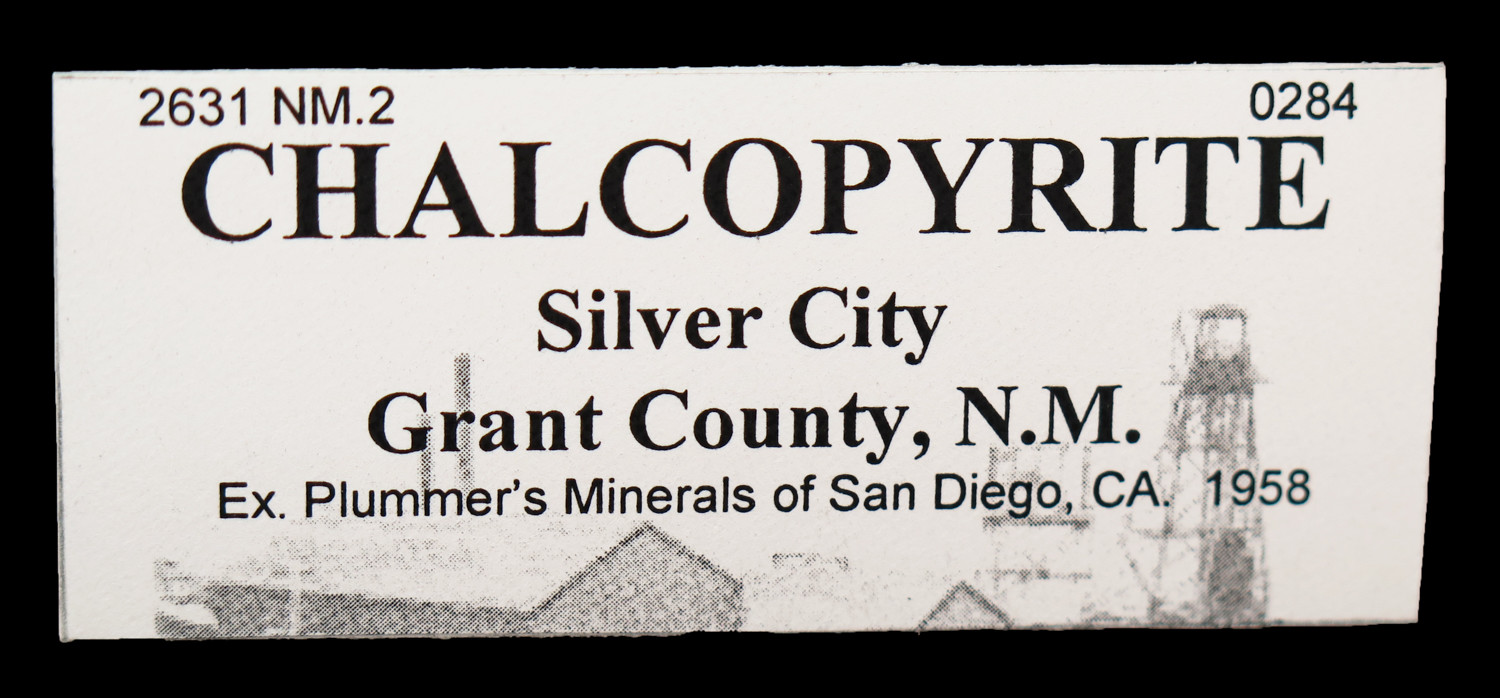 2631 NM.2 0284
CHALCOPYRITE
Silver City
Grant County, N.M.
Ex. Plummer's Minerals of San Diego, CA. 1958